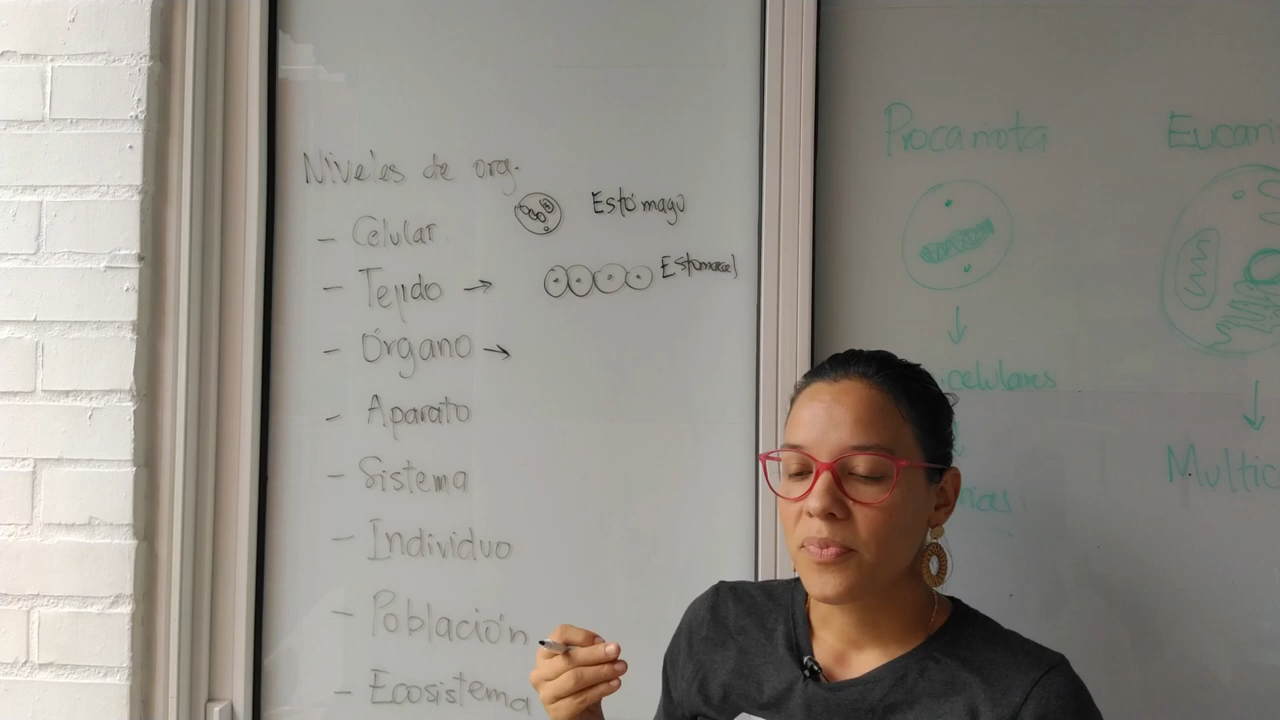 Niveles de org.
- Celular
Estómago
- Tejido →
Estomacal
- Órgano →
- Aparato
- Sistema
- Individuo
- Población
- Ecosistema
Procariota
↓
celulares
Eucari
↓
Multic